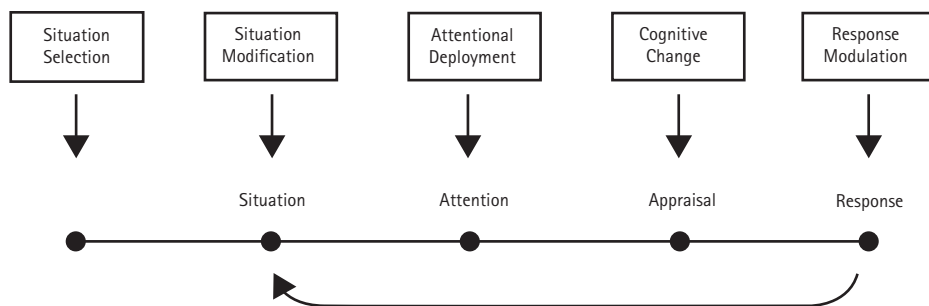 Situation
Selection
Situation
Modification
Attentional
Deployment
Cognitive
Change
Response
Modulation
Situation
Attention
Appraisal
Response